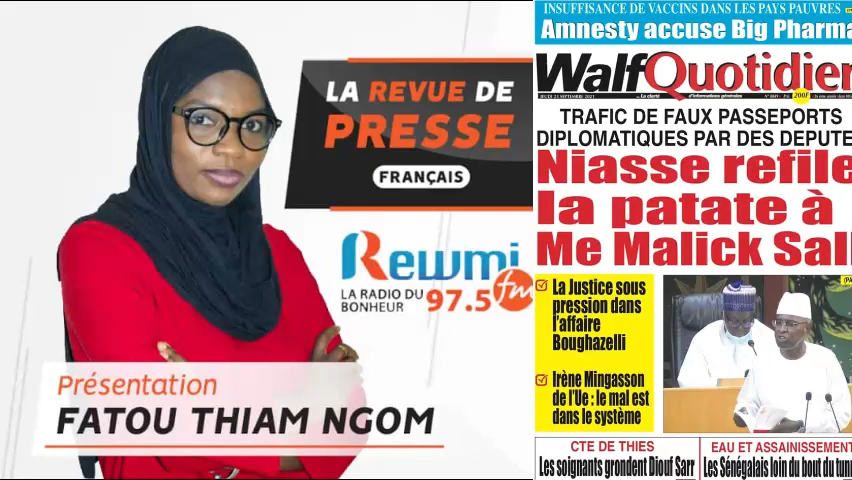 LA REVUE DE
PRESSE
FRANÇAIS
Rewmi fm
LA RADIO DU
BONHEUR 97.5
Présentation
FATOU THIAM NGOM
INSUFFISANCE DE VACCINS DANS LES PAYS PAUVRES
Amnesty accuse Big Pharma
WalfQuotidien
TRAFIC DE FAUX PASSEPORTS
DIPLOMATIQUES PAR DES DEPUTE
Niasse refile
la patate à
Me Malick Sall
La Justice sous
pression dans
l'affaire
Boughazelli
Irène Mingasson
de l'Ue : le mal est
dans le système
CTE DE THIES
Les soignants grondent Diouf Sarr
EAU ET ASSAINISSEMENT
Les Sénégalais loin du bout du tunn